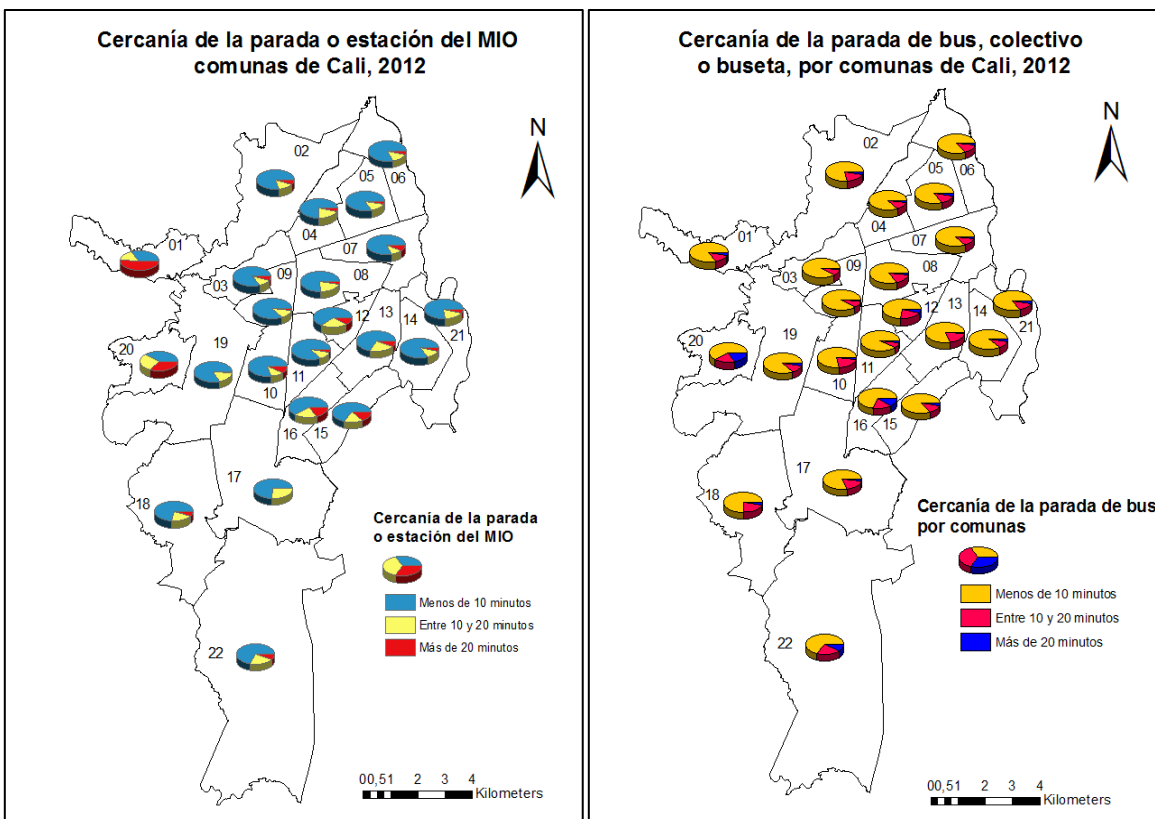 Cercanía de la parada o estación del MIO
comunas de Cali, 2012
N
02
05
06
04
01
07
09
08
03
12
13
14
21
19
20
11
10
16
15
17
18
Cercanía de la parada
o estación del MIO
Menos de 10 minutos
Entre 10 y 20 minutos
Más de 20 minutos
22
00,51 2 3 4
Kilometers
Cercanía de la parada de bus, colectivo
o buseta, por comunas de Cali, 2012
N
02
05
06
04
01
07
09
08
03
12
13
14
21
19
20
11
10
16
15
17
18
Cercanía de la parada de bus
por comunas
Menos de 10 minutos
Entre 10 y 20 minutos
Más de 20 minutos
22
00,51 2 3 4
Kilometers